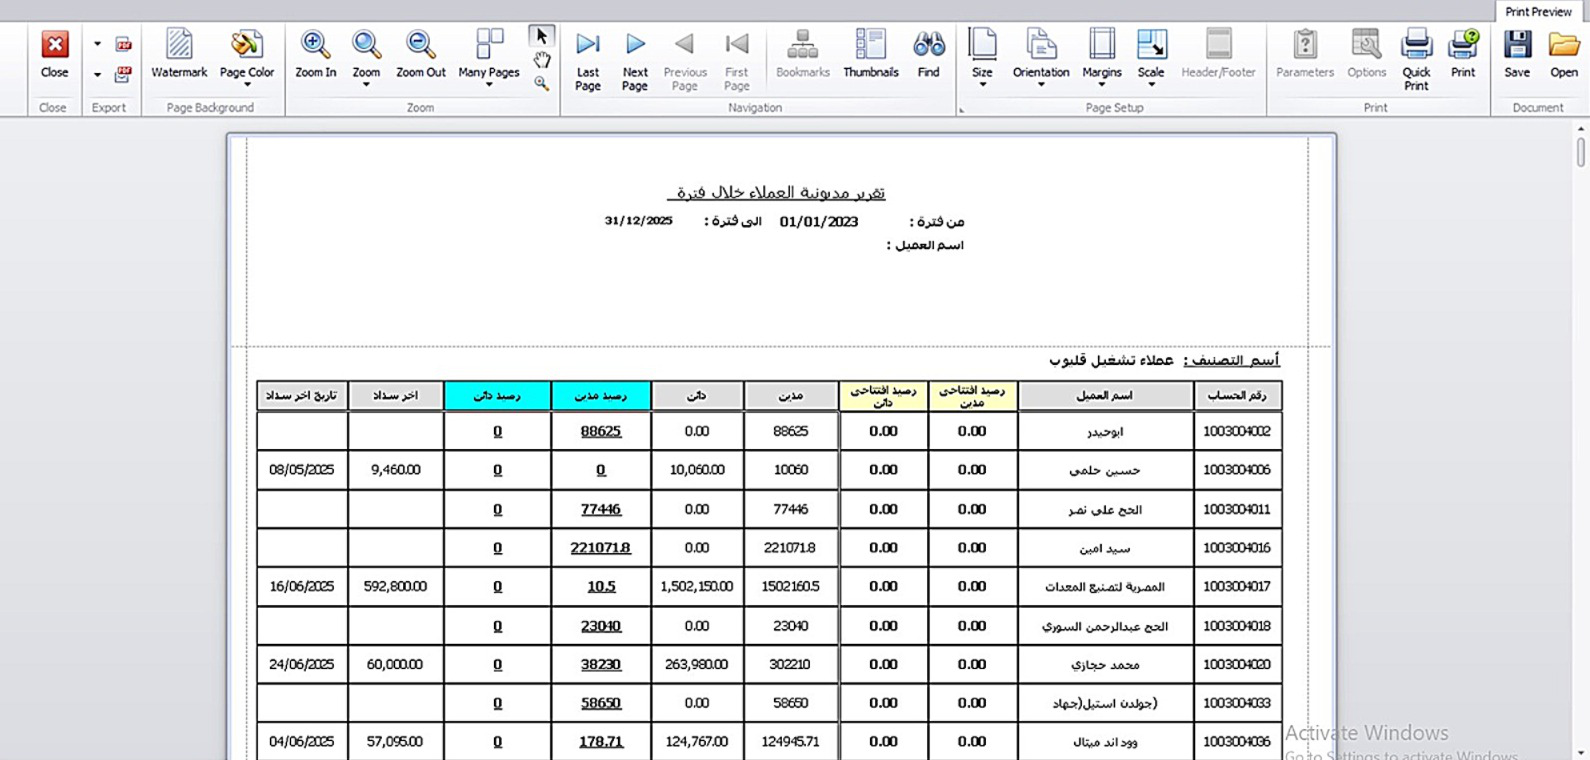 Print Preview
Close Watermark Page Color Zoom In Zoom Zoom Out Many Pages Last Page Next Page Previous Page First Page Bookmarks Thumbnails Find Size Orientation Margins Scale Header/Footer Parameters Options Quick Print Print Save Open
Close Export Page Background Zoom Navigation Page Setup Print Document
تقرير مديونية العملاء خلال فترة
من فترة : 01/01/2023 الى فترة : 31/12/2025
اسم العميل :
أسم التصنيف : عملاء تشغيل قليوب
رقم الحساب اسم العميل رصيد افتتاحى مدين رصيد افتتاحى دائن مدين دائن رصيد مدين رصيد دائن اخر سداد تاريخ اخر سداد
1003004002 ابوحيدر 0.00 0.00 88625 0.00 88625 0
1003004006 حسين حلمى 0.00 0.00 10060 10,060.00 0 0 9,460.00 08/05/2025
1003004011 الحج على نصر 0.00 0.00 77446 0.00 77446 0
1003004016 سيد امين 0.00 0.00 221071.8 0.00 221071.8 0
1003004017 المصرية لتصنيع المعدات 0.00 0.00 1502160.5 1,502,150.00 10.5 0 592,800.00 16/06/2025
1003004018 الحج عبدالرحمن السوري 0.00 0.00 23040 0.00 23040 0
1003004020 محمد حجازي 0.00 0.00 302210 263,980.00 38230 0 60,000.00 24/06/2025
1003004033 (جولدن استيل(جهاد 0.00 0.00 58650 0.00 58650 0
1003004036 وود اند ميتال 0.00 0.00 124945.71 124,767.00 178.71 0 57,095.00 04/06/2025
Activate Windows
Go to Settings to activate Windows